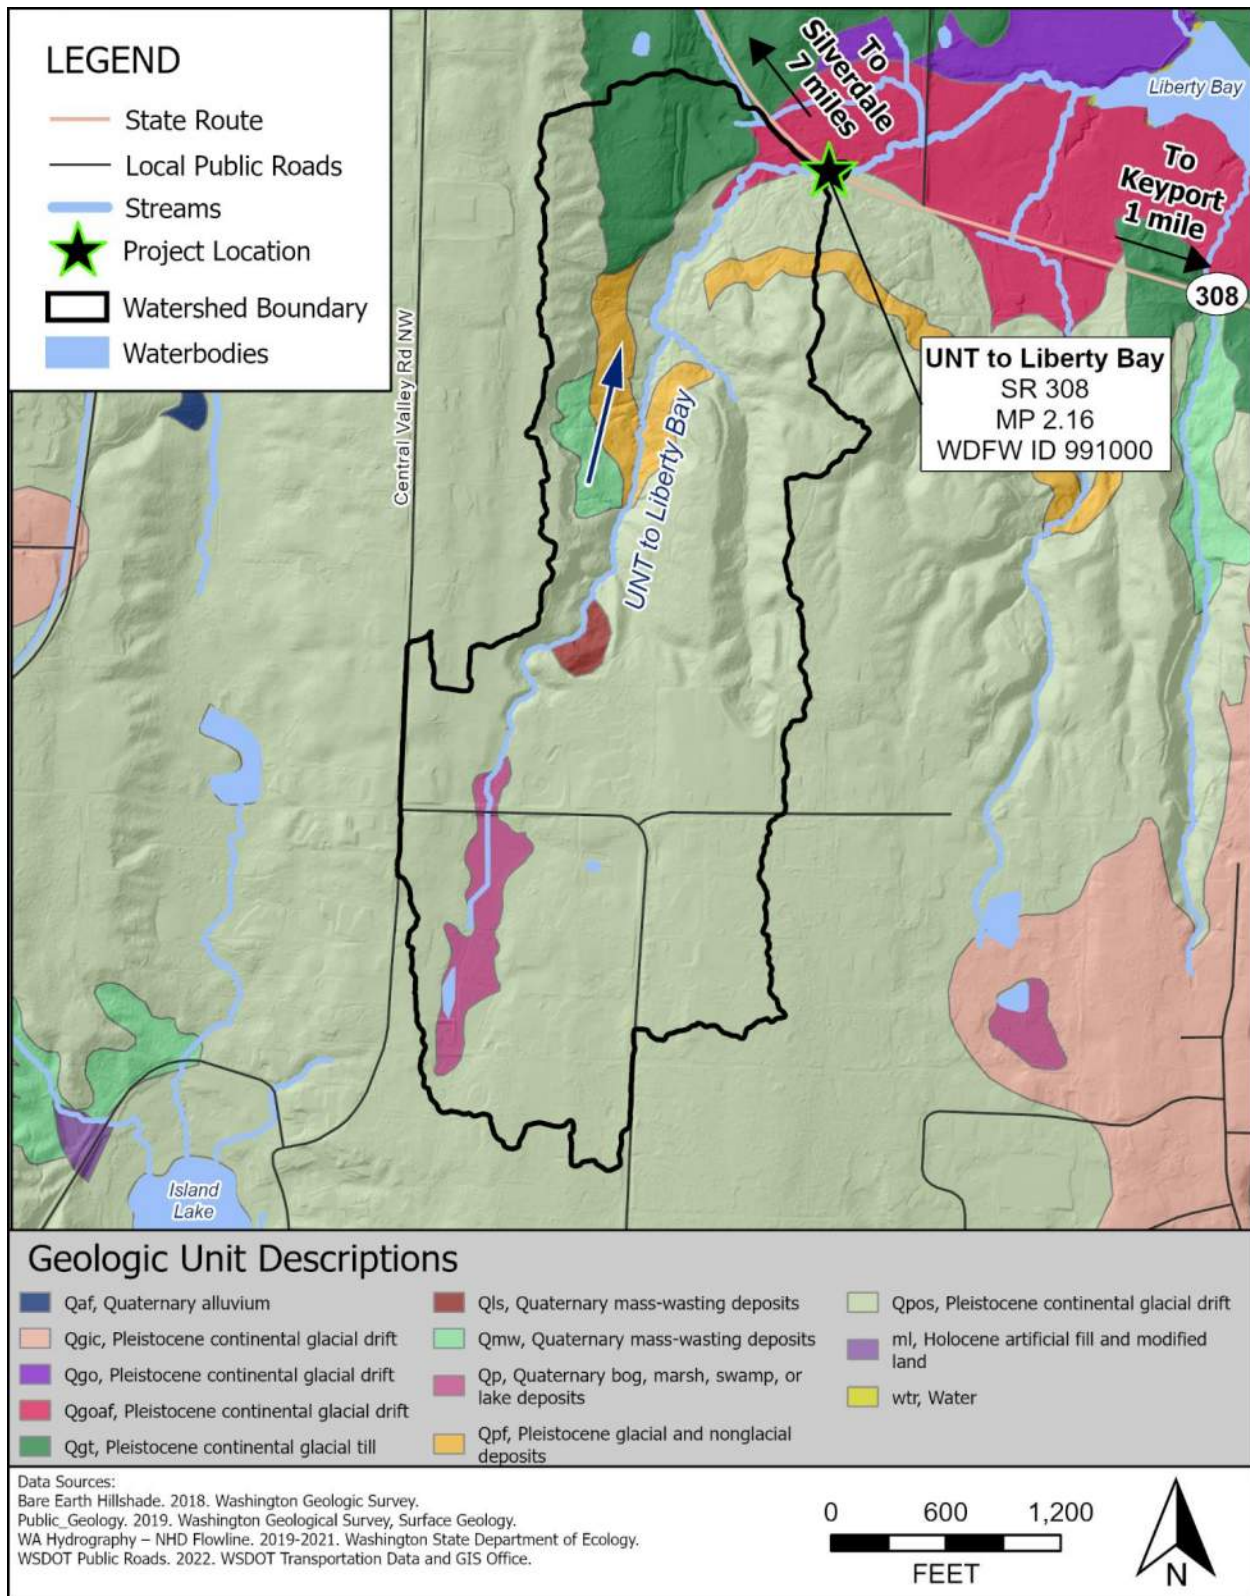 LEGEND
State Route
Local Public Roads
Streams
Project Location
Watershed Boundary
Waterbodies
To
Silverdale
7 miles
Liberty Bay
To
Keyport
1 mile
308
Central Valley Rd NW
UNT to Liberty Bay
SR 308
MP 2.16
WDFW ID 991000
UNT to Liberty Bay
Island
Lake
Geologic Unit Descriptions
Qaf, Quaternary alluvium
Qgic, Pleistocene continental glacial drift
Qgo, Pleistocene continental glacial drift
Qgoaf, Pleistocene continental glacial drift
Qgt, Pleistocene continental glacial till
Qls, Quaternary mass-wasting deposits
Qmw, Quaternary mass-wasting deposits
Qp, Quaternary bog, marsh, swamp, or
lake deposits
Qpf, Pleistocene glacial and nonglacial
deposits
Qpos, Pleistocene continental glacial drift
ml, Holocene artificial fill and modified
land
wtr, Water
Data Sources:
Bare Earth Hillshade. 2018. Washington Geologic Survey.
Public_Geology. 2019. Washington Geological Survey, Surface Geology.
WA Hydrography – NHD Flowline. 2019-2021. Washington State Department of Ecology.
WSDOT Public Roads. 2022. WSDOT Transportation Data and GIS Office.
0 600 1,200
FEET
N